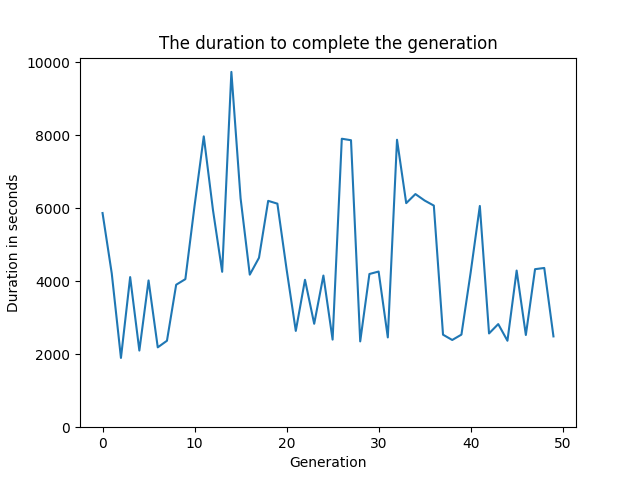 The duration to complete the generation
10000
8000
6000
4000
2000
0
Duration in seconds
0 10 20 30 40 50
Generation